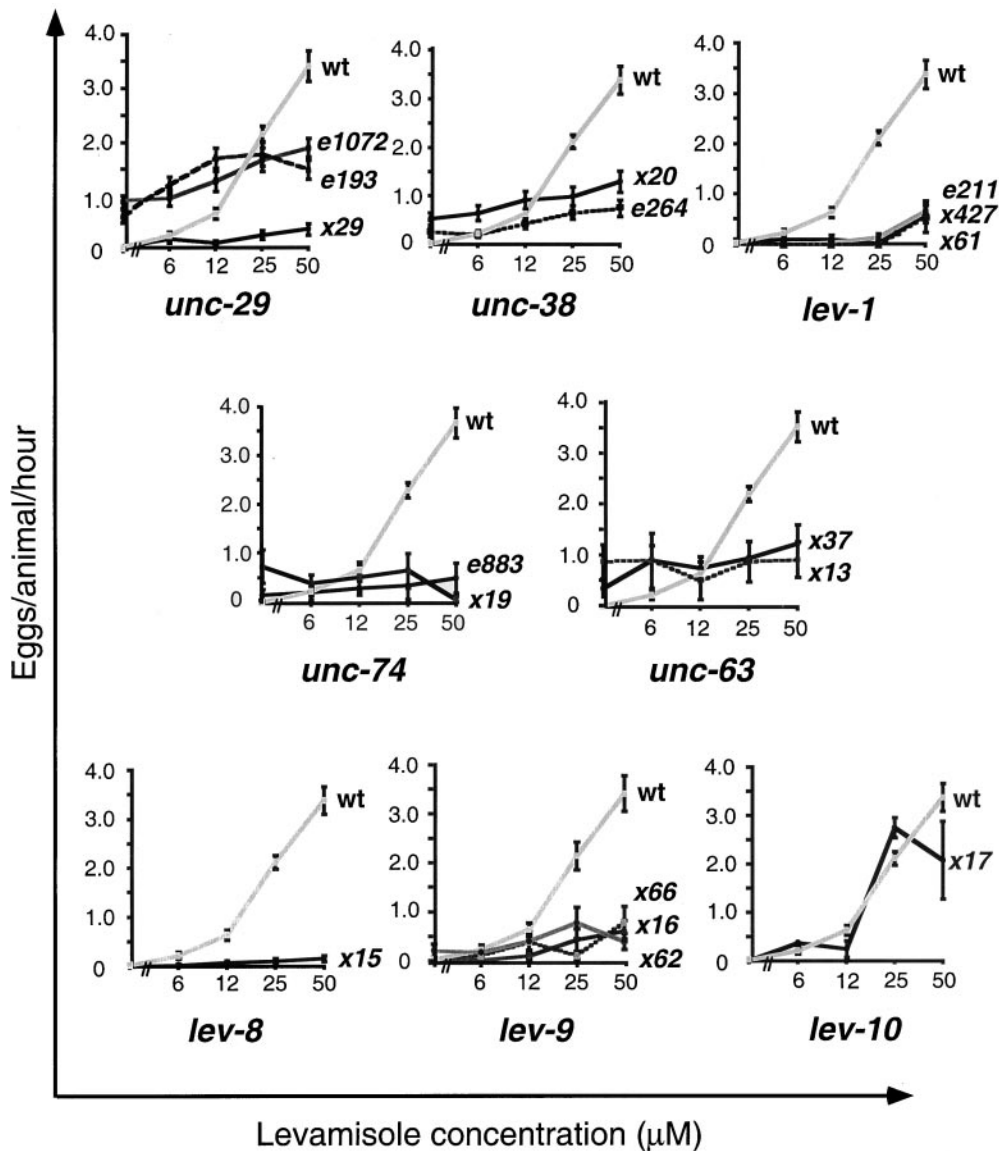 Eggs/animal/hour
4.0
3.0
2.0
1.0
0
wt
e1072
e193
x29
6 12 25 50
unc-29
4.0
3.0
2.0
1.0
0
wt
x20
e264
6 12 25 50
unc-38
4.0
3.0
2.0
1.0
0
wt
e211
x427
x61
6 12 25 50
lev-1
4.0
3.0
2.0
1.0
0
wt
e883
x19
6 12 25 50
unc-74
4.0
3.0
2.0
1.0
0
wt
x37
x13
6 12 25 50
unc-63
4.0
3.0
2.0
1.0
0
wt
x15
6 12 25 50
lev-8
4.0
3.0
2.0
1.0
0
wt
x66
x16
x62
6 12 25 50
lev-9
4.0
3.0
2.0
1.0
0
wt
x17
6 12 25 50
lev-10
Levamisole concentration (µM)